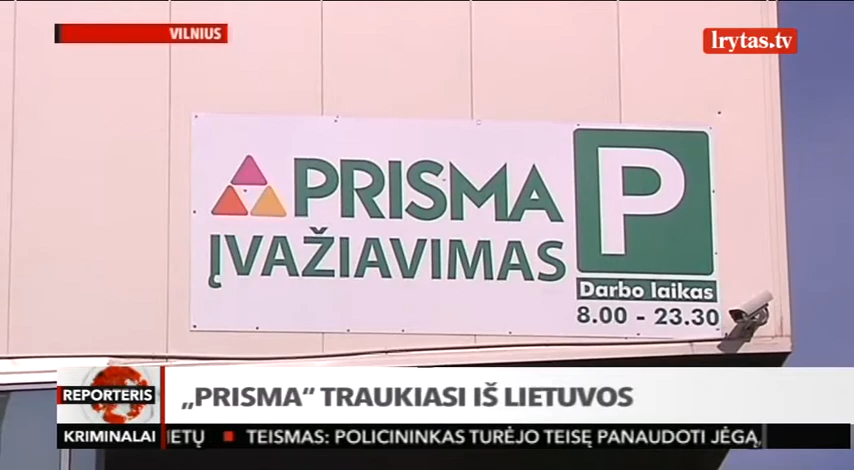 VILNIUS
lrytas.tv
PRISMA
ĮVAŽIAVIMAS
P
Darbo laikas
8.00 - 23.30
REPORTERIS
„PRISMA“ TRAUKIASI IŠ LIETUVOS
KRIMINALAI
IETŲ ■ TEISMAS: POLICININKAS TURĖJO TEISĘ PANAUDOTI JĖGĄ,